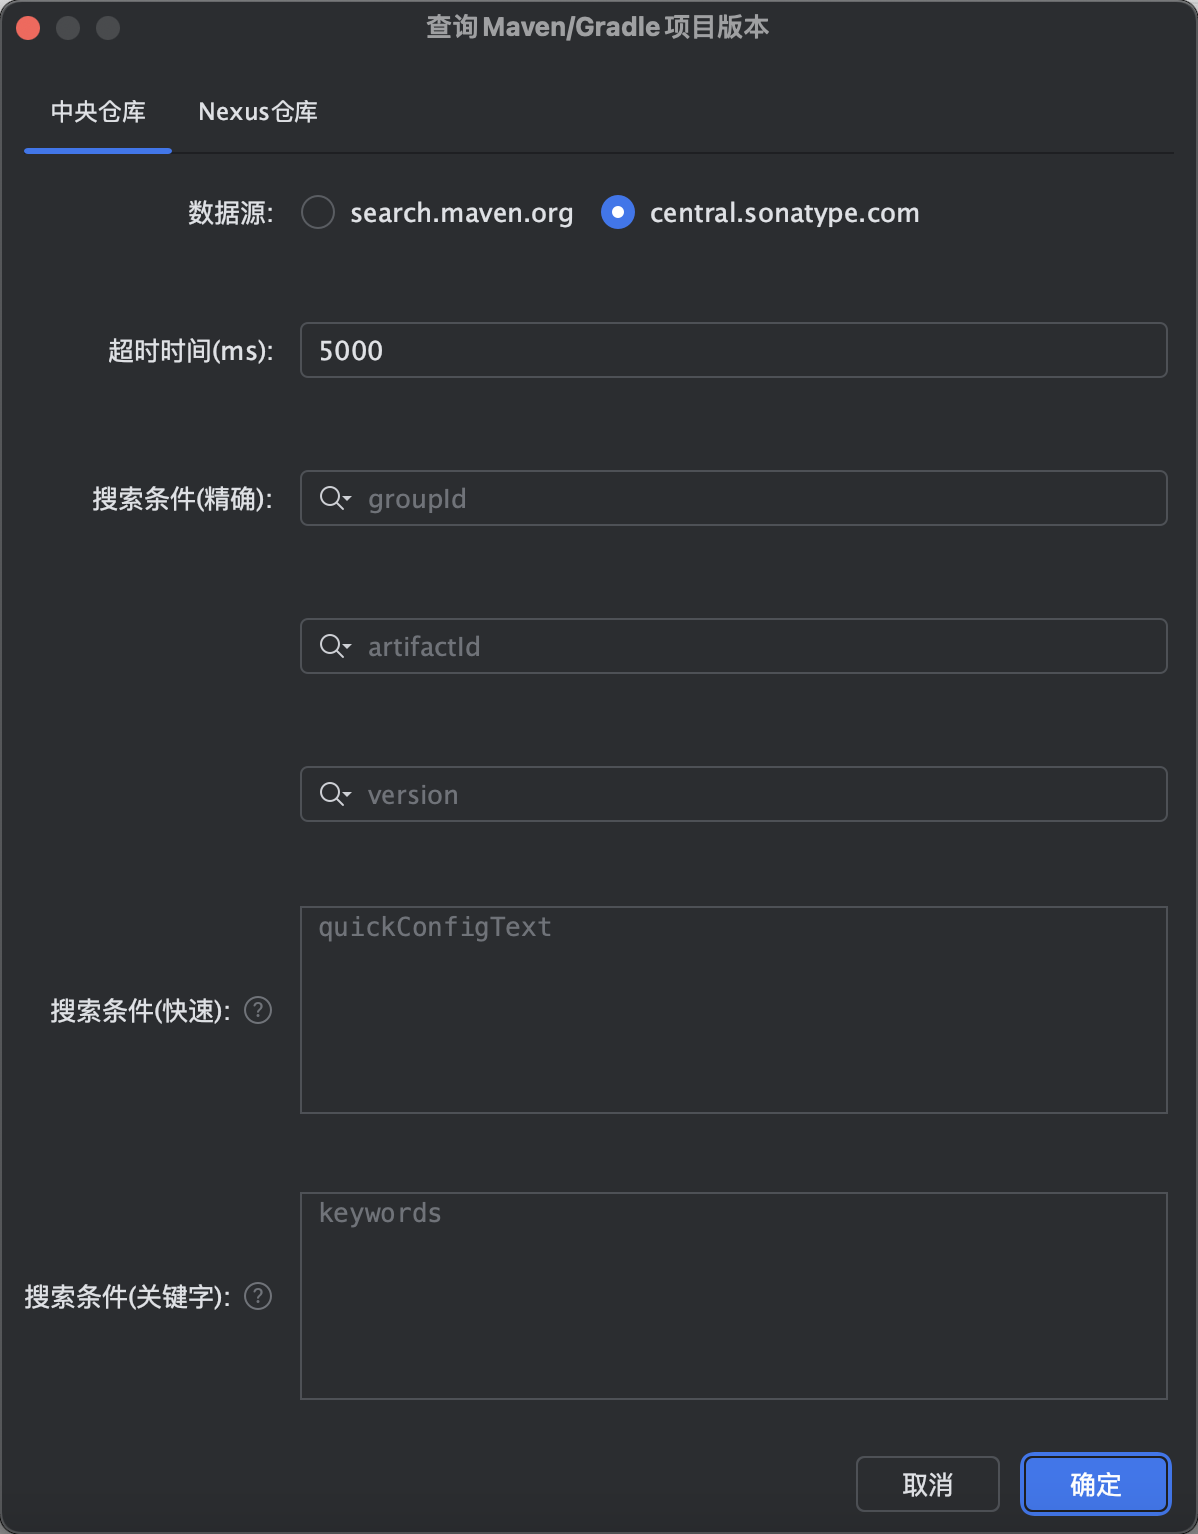 查询Maven/Gradle项目版本
中央仓库 Nexus仓库
数据源: search.maven.org central.sonatype.com
超时时间(ms): 5000
搜索条件(精确): groupId
artifactId
version
quickConfigText
搜索条件(快速): ?
keywords
搜索条件(关键字): ?
取消 确定